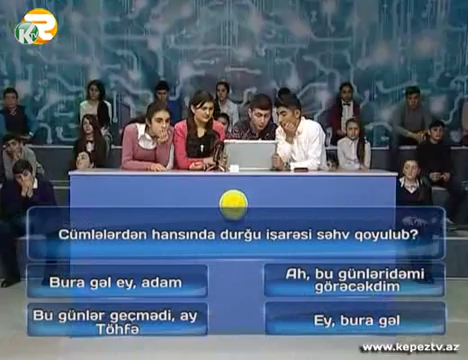 K TV
Cümlələrdən hansında durğu işarəsi səhv qoyulub?
Bura gəl ey, adam
Ah, bu günləridəmi
görəcəkdim
Bu günlər geçmədi, ay
Töhfə
Ey, bura gəl
www.kepeztv.az